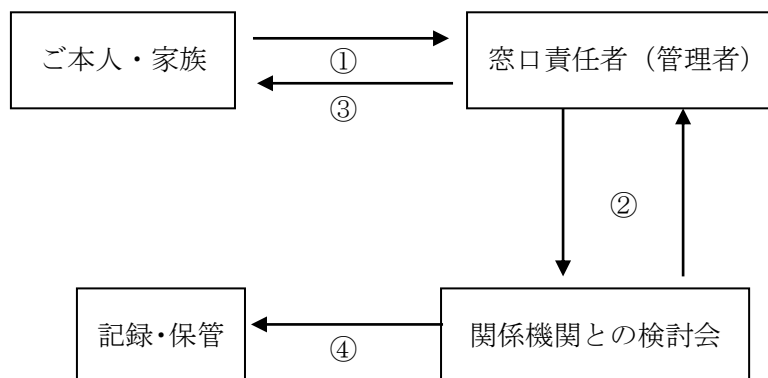 ご本人・家族
①
③
窓口責任者（管理者）
②
記録・保管
④
関係機関との検討会